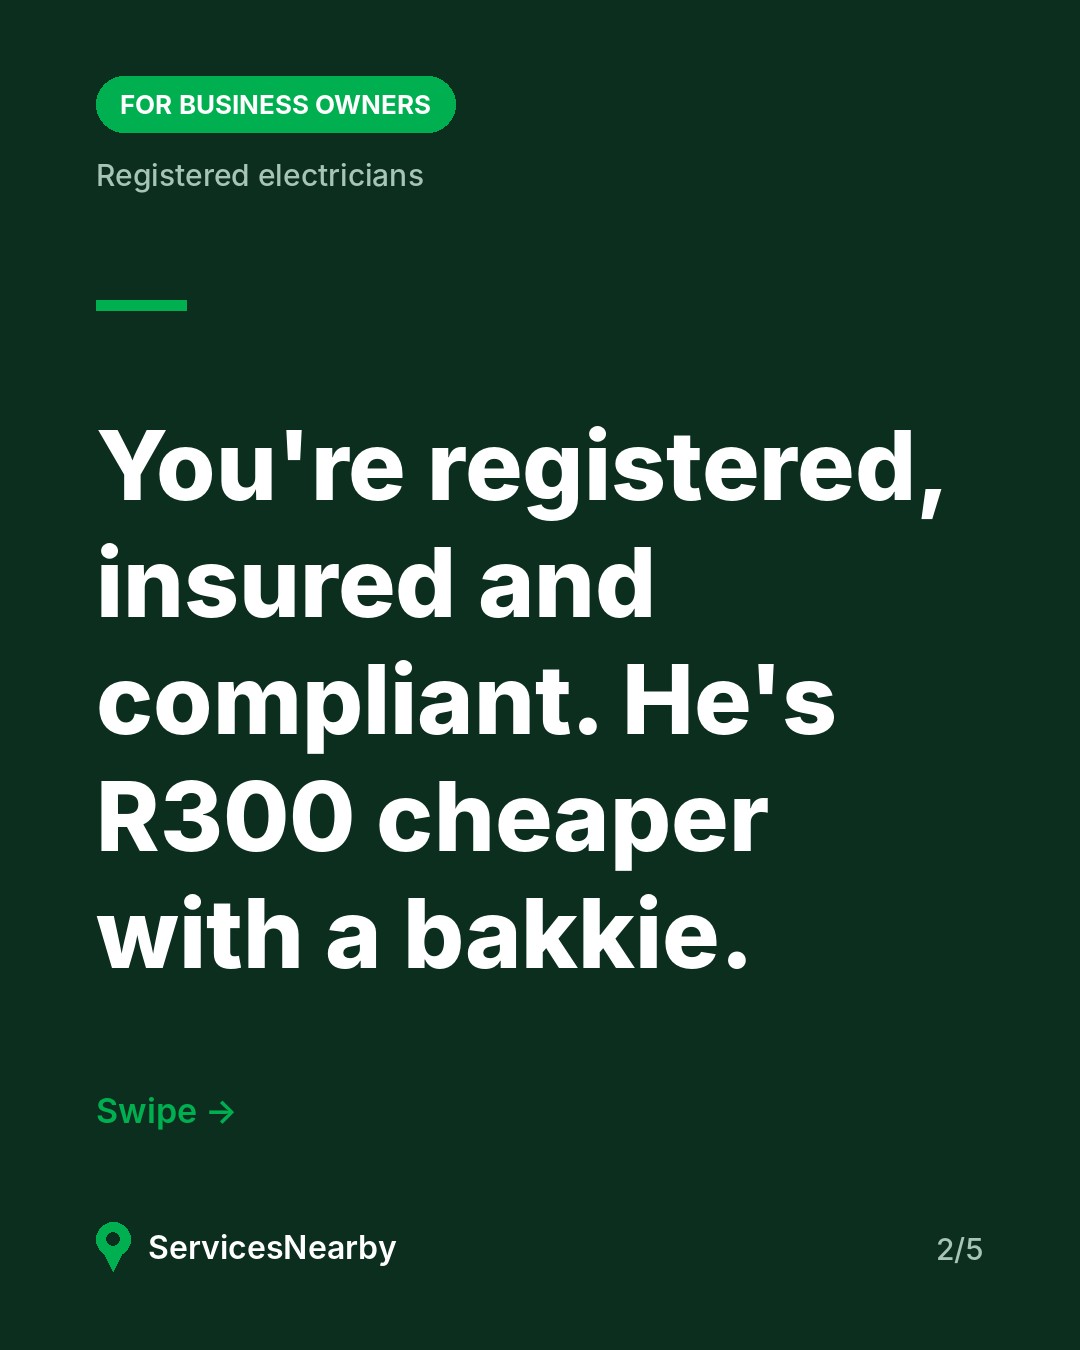 FOR BUSINESS OWNERS
Registered electricians
You're registered,
insured and
compliant. He's
R300 cheaper
with a bakkie.
Swipe →
ServicesNearby
2/5